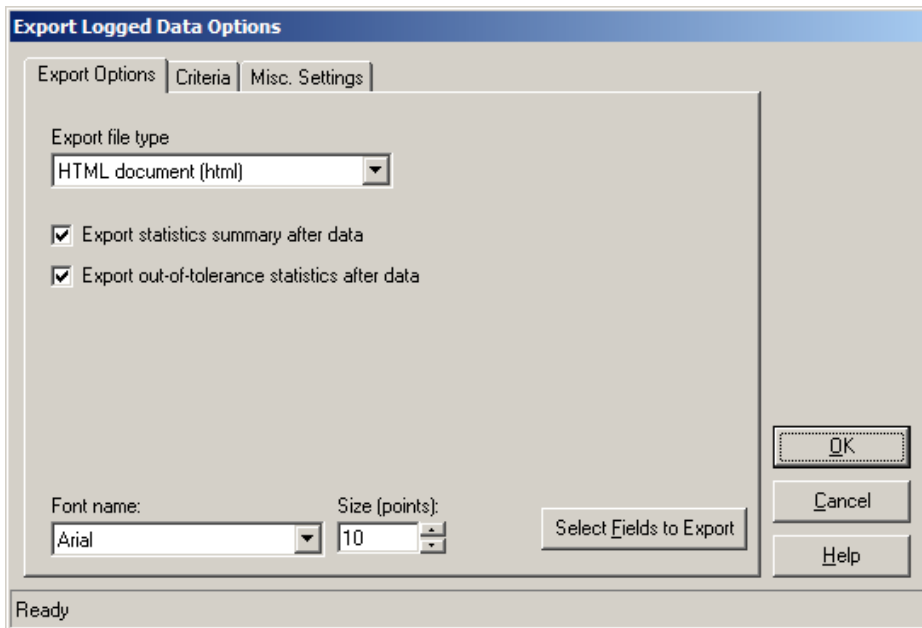 Export Logged Data Options
Export Options Criteria Misc. Settings
Export file type
HTML document (html)
Export statistics summary after data
Export out-of-tolerance statistics after data
OK
Cancel
Font name: Size (points):
Arial 10 Select Fields to Export
Help
Ready